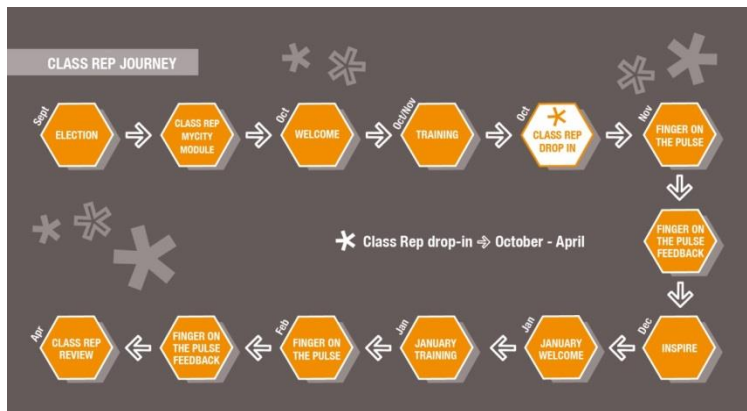 CLASS REP JOURNEY
Sept
ELECTION
CLASS REP
MYCITY
MODULE
Oct
WELCOME
Oct/Nov
TRAINING
Oct
CLASS REP
DROP IN
Nov
FINGER ON
THE PULSE
FINGER ON
THE PULSE
FEEDBACK
Class Rep drop-in ➾ October - April
Dec
INSPIRE
Jan
JANUARY
WELCOME
Jan
JANUARY
TRAINING
Feb
FINGER ON
THE PULSE
FINGER ON
THE PULSE
FEEDBACK
Apr
CLASS REP
REVIEW